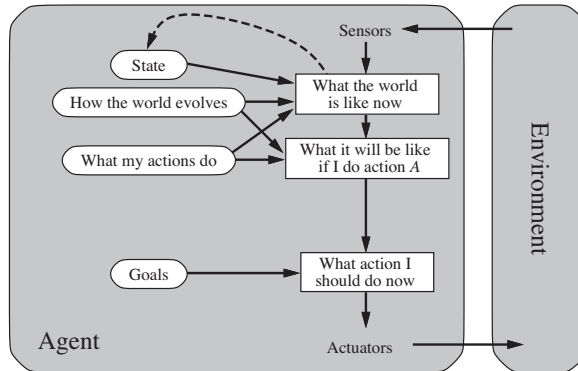 Sensors
State
What the world
is like now
How the world evolves
What it will be like
if I do action A
What my actions do
Environment
What action I
should do now
Goals
Agent
Actuators